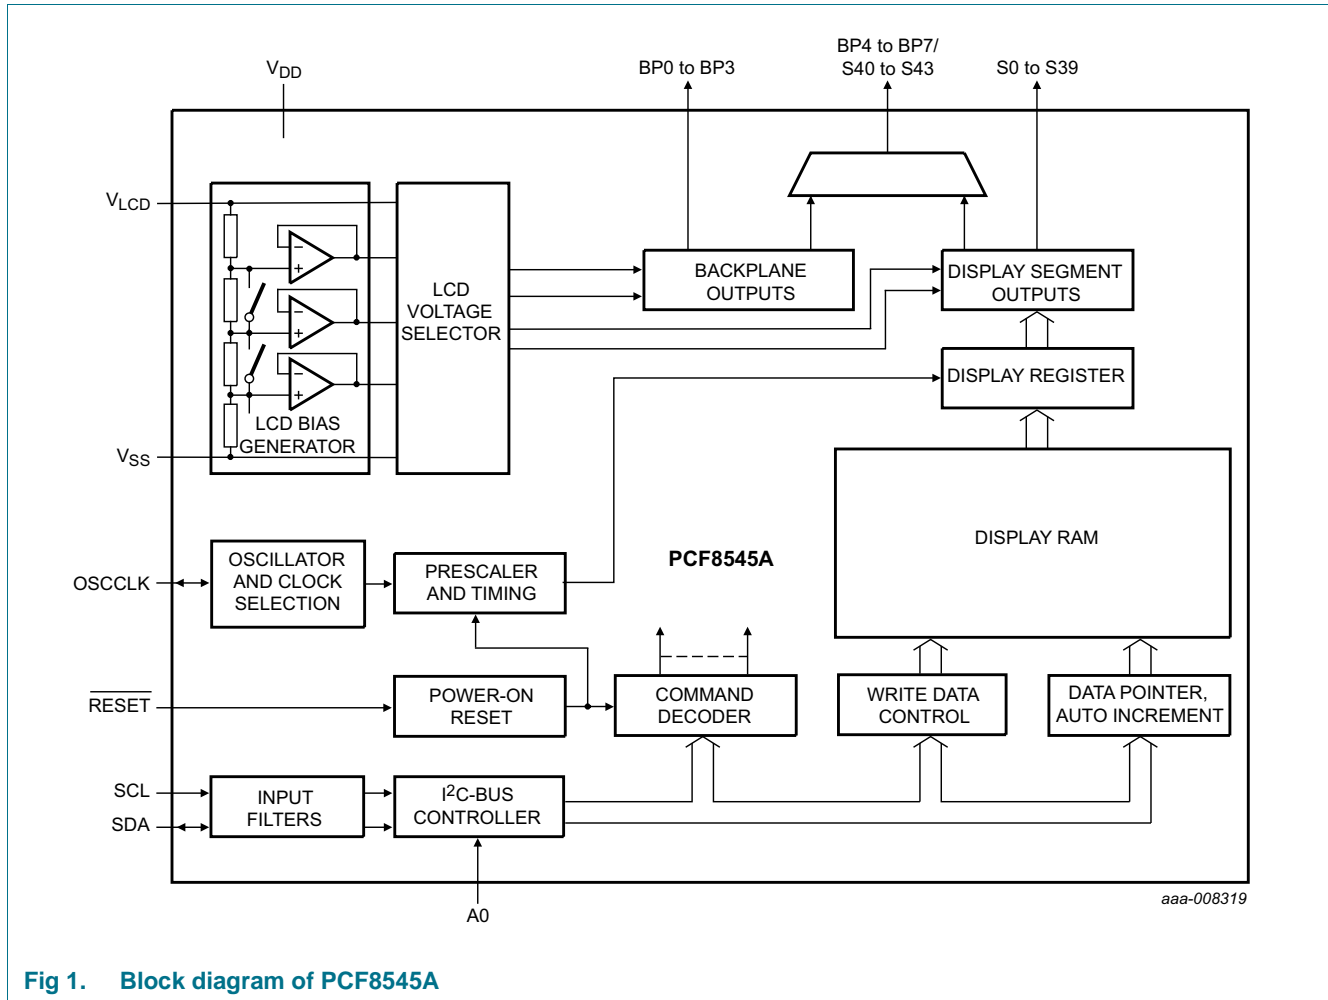 BP4 to BP7/
VDD BP0 to BP3 S40 to S43 S0 to S39
VLCD
BACKPLANE
OUTPUTS
DISPLAY SEGMENT
OUTPUTS
LCD
VOLTAGE
SELECTOR
−
+
−
+
−
+
DISPLAY REGISTER
LCD BIAS
GENERATOR
VSS
DISPLAY RAM
OSCCLK
OSCILLATOR
AND CLOCK
SELECTION
PRESCALER
AND TIMING
PCF8545A
RESET
POWER-ON
RESET
COMMAND
DECODER
WRITE DATA
CONTROL
DATA POINTER,
AUTO INCREMENT
SCL
SDA
INPUT
FILTERS
I2C-BUS
CONTROLLER
A0
aaa-008319
Fig 1. Block diagram of PCF8545A